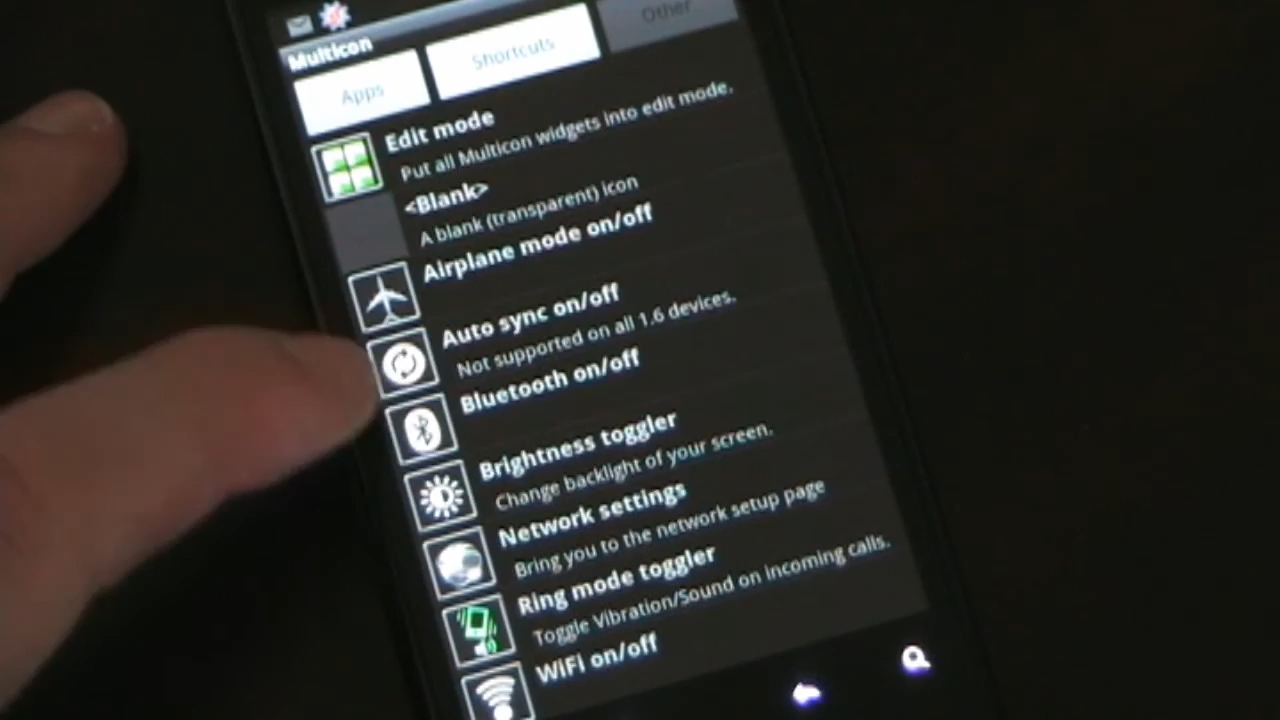 Multicon
Apps
Shortcuts
Other
Edit mode
Put all Multicon widgets into edit mode.
<Blank>
A blank (transparent) icon
Airplane mode on/off
Auto sync on/off
Not supported on all 1.6 devices.
Bluetooth on/off
Brightness toggler
Change backlight of your screen.
Network settings
Bring you to the network setup page
Ring mode toggler
Toggle Vibration/Sound on incoming calls.
WiFi on/off